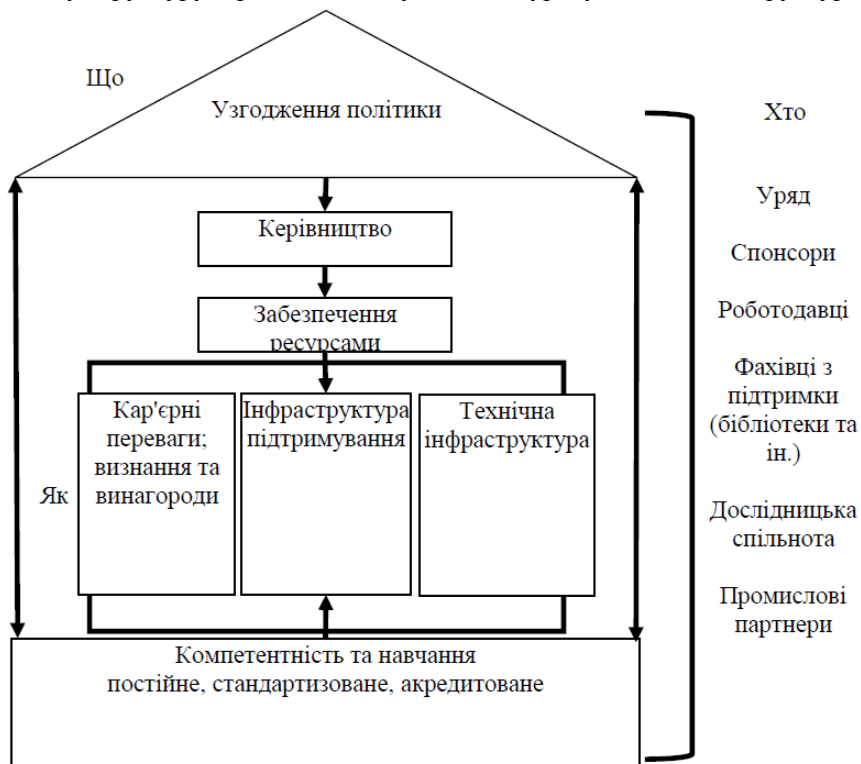 Що
Узгодження політики
Хто
Керівництво
Уряд
Спонсори
Забезпечення
ресурсами
Роботодавці
Кар'єрні
переваги;
визнання та
винагороди
Інфраструктура
підтримування
Технічна
інфраструктура
Фахівці з
підтримки
(бібліотеки та
ін.)
Як
Дослідницька
спільнота
Промислові
партнери
Компетентність та навчання
постійне, стандартизоване, акредитоване